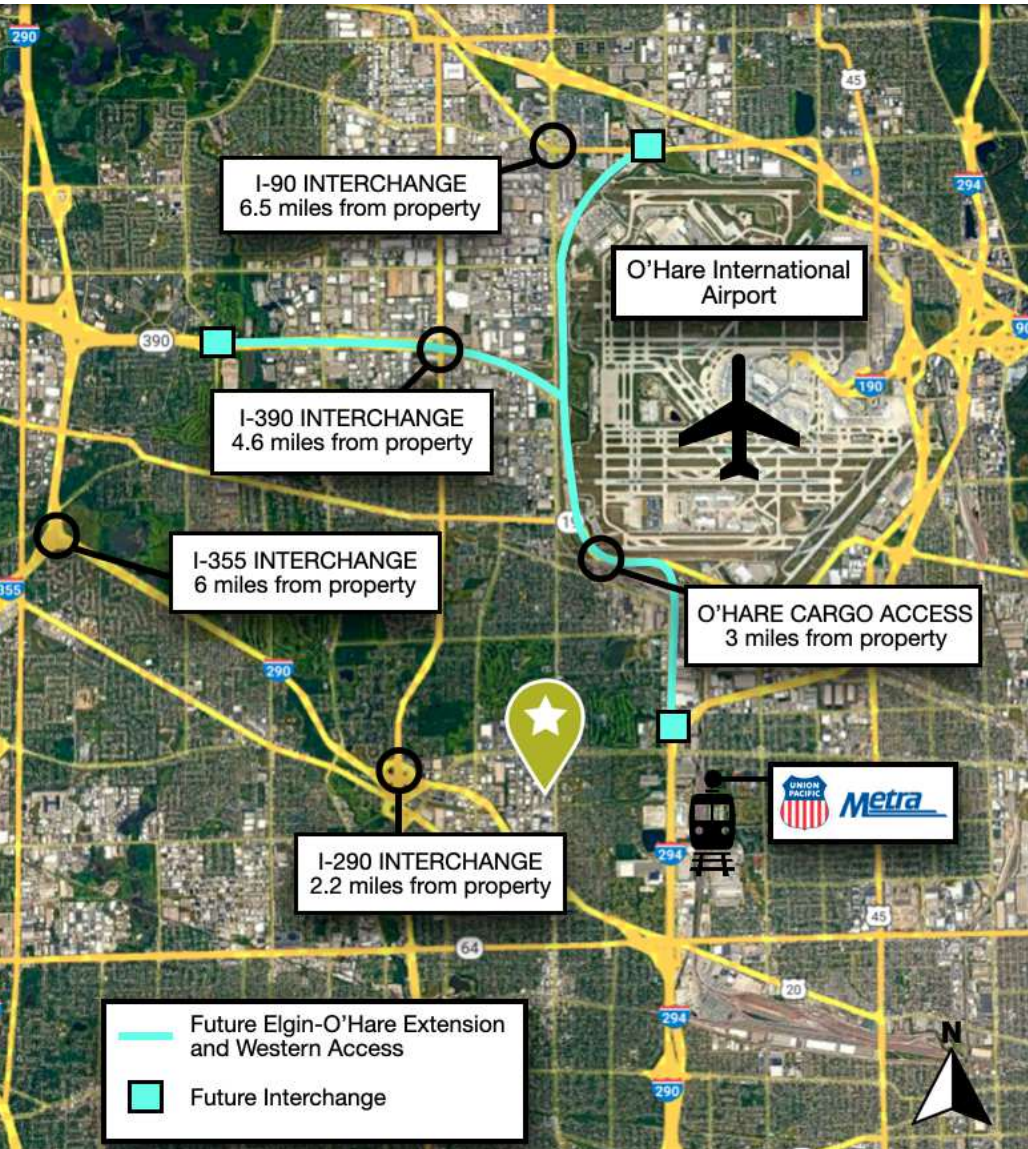 290
45
I-90 INTERCHANGE
6.5 miles from property
294
O'Hare International
Airport
90
390
190
I-390 INTERCHANGE
4.6 miles from property
19
I-355 INTERCHANGE
6 miles from property
355
O'HARE CARGO ACCESS
3 miles from property
290
UNION
PACIFIC
Metra
I-290 INTERCHANGE
2.2 miles from property
294
45
64
20
294
N
Future Elgin-O'Hare Extension
and Western Access
Future Interchange
290